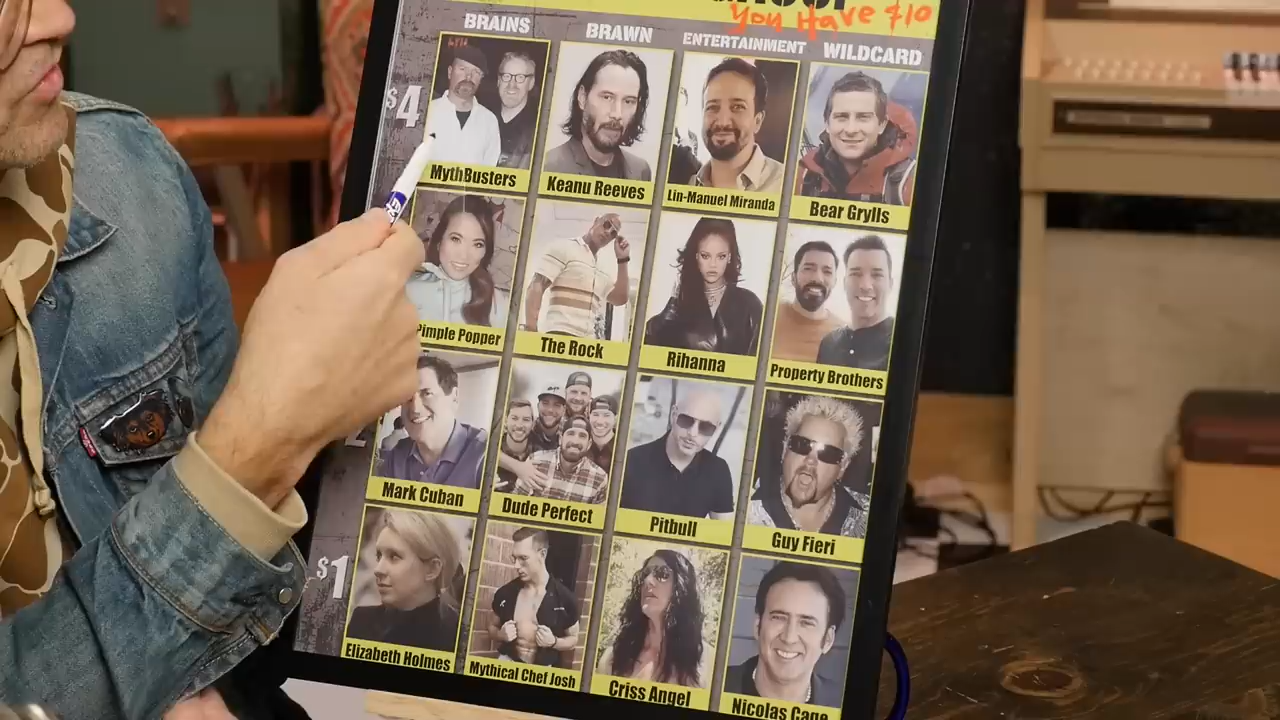 you Have $10
BRAINS BRAWN ENTERTAINMENT WILDCARD
$4
MythBusters Keanu Reeves Lin-Manuel Miranda Bear Grylls
Pimple Popper The Rock Rihanna Property Brothers
Mark Cuban Dude Perfect Pitbull Guy Fieri
$1
Elizabeth Holmes Mythical Chef Josh Criss Angel Nicolas Cage